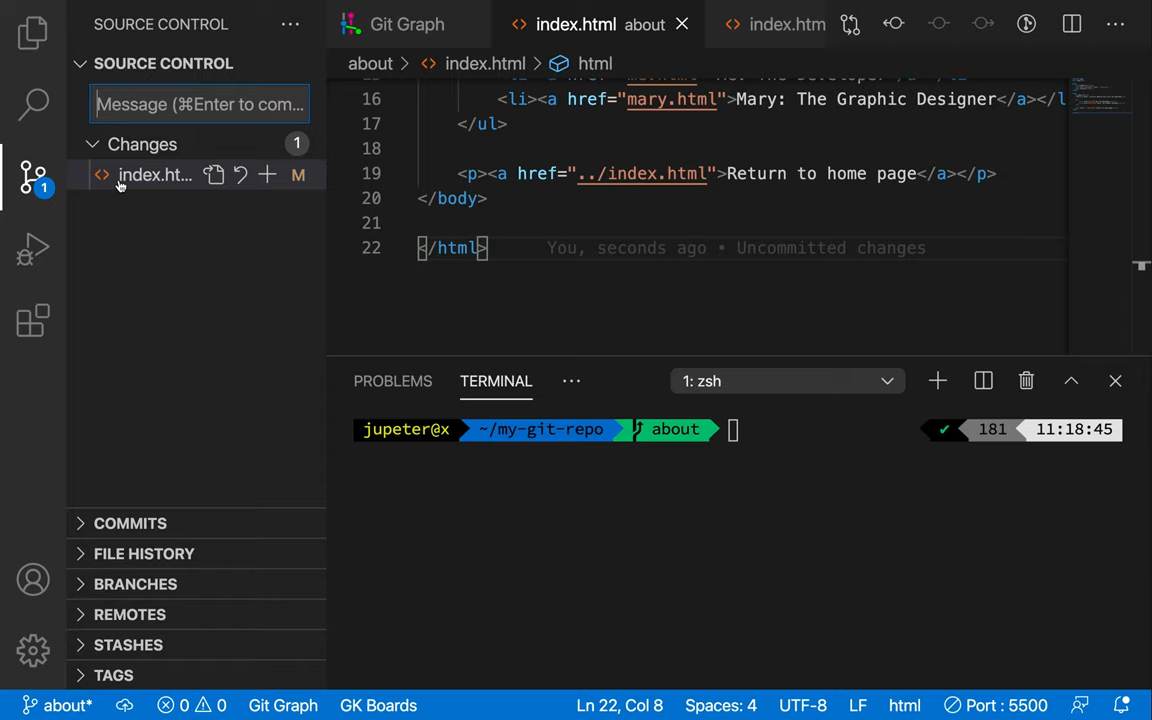 SOURCE CONTROL
Git Graph
index.html about
index.htm
SOURCE CONTROL
Message (⌘Enter to com...
Changes 1
index.ht... M
1
about > index.html > html
16 <li><a href="mary.html">Mary: The Graphic Designer</a></l
17 </ul>
18
19 <p><a href="../index.html">Return to home page</a></p>
20 </body>
21
22 </html> You, seconds ago • Uncommitted changes
PROBLEMS TERMINAL ... 1: zsh
jupeter@x ~/my-git-repo about ✔ 181 11:18:45
COMMITS
FILE HISTORY
BRANCHES
REMOTES
STASHES
TAGS
about* 0 0 Git Graph GK Boards Ln 22, Col 8 Spaces: 4 UTF-8 LF html Port : 5500